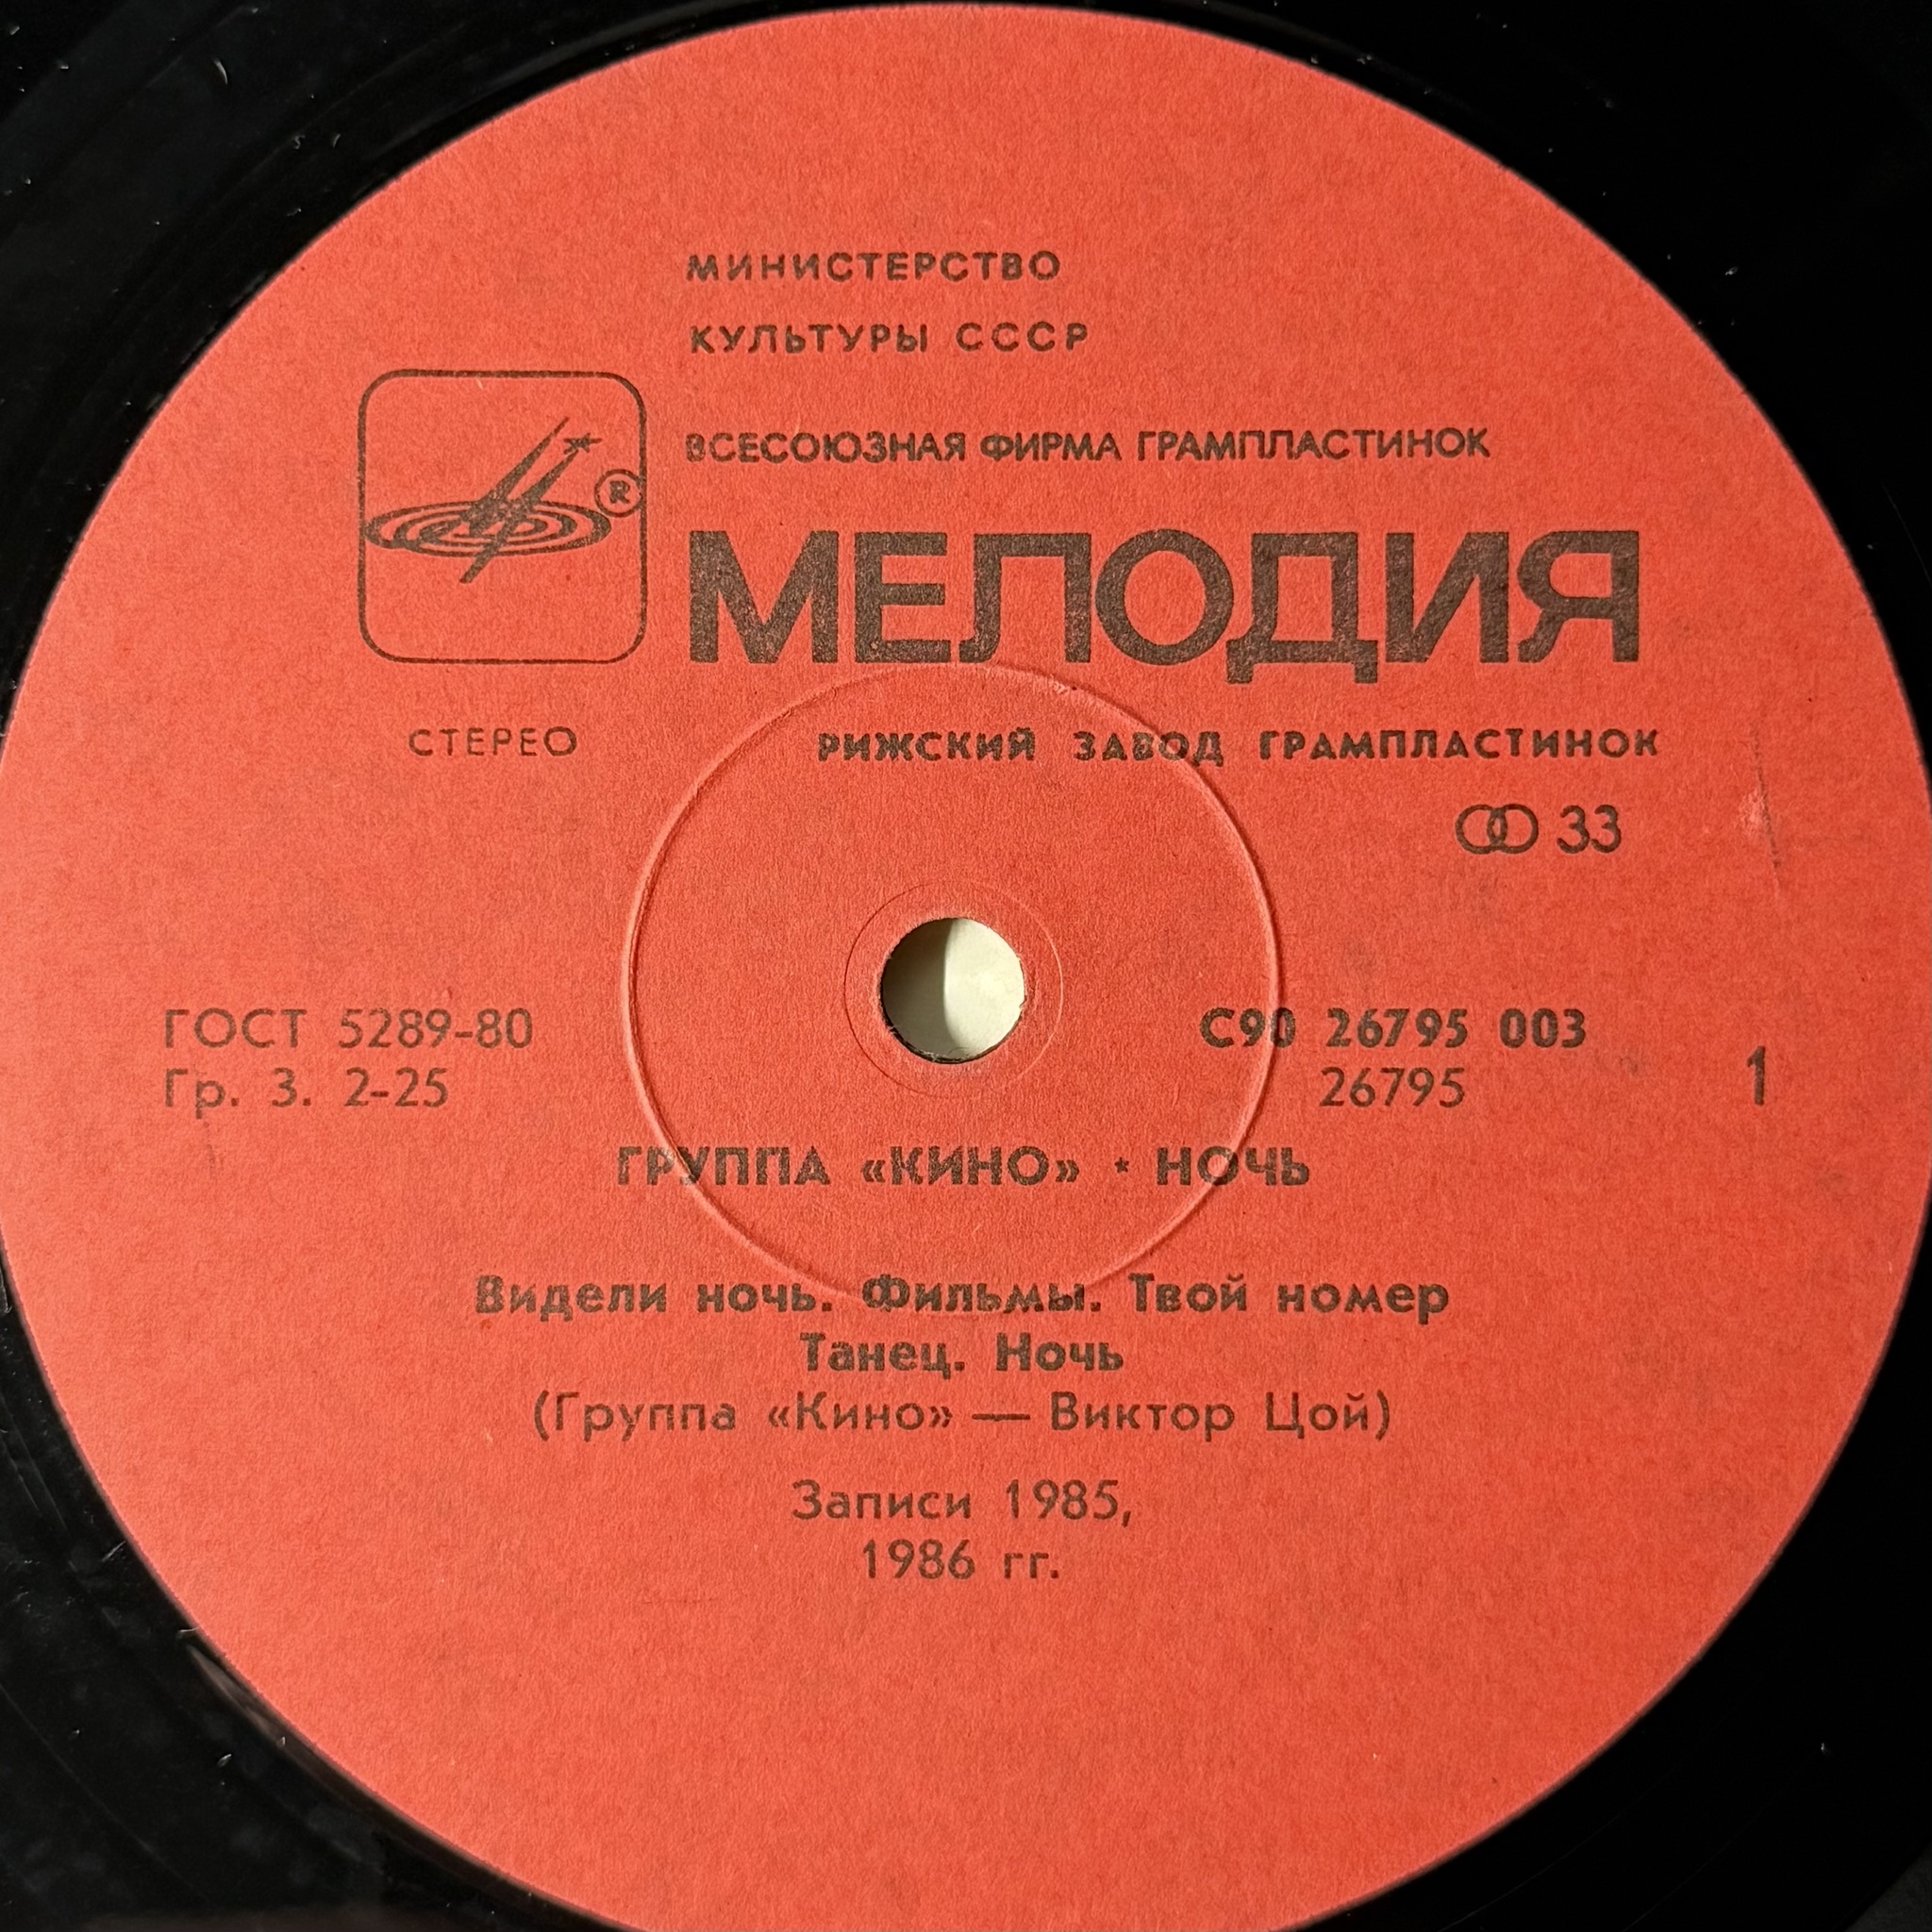 МИНИСТЕРСТВО
КУЛЬТУРЫ СССР
ВСЕСОЮЗНАЯ ФИРМА ГРАМПЛАСТИНОК
®
МЕЛОДИЯ
СТЕРЕО
РИЖСКИЙ ЗАВОД ГРАМПЛАСТИНОК
33
ГОСТ 5289-80
Гр. 3. 2-25
С90 26795 003
26795
1
ГРУППА «КИНО» * НОЧЬ
Видели ночь. Фильмы. Твой номер
Танец. Ночь
(Группа «Кино» — Виктор Цой)
Записи 1985,
1986 гг.